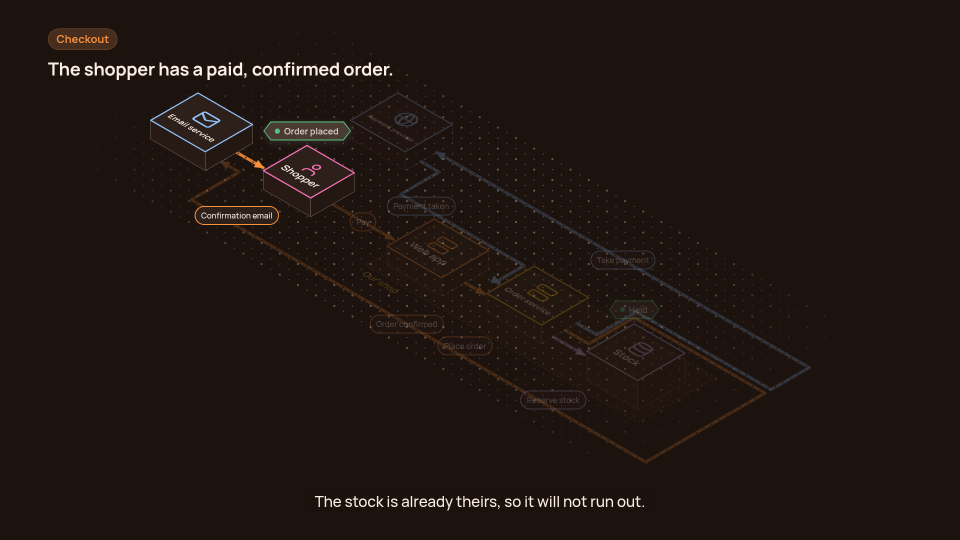 Checkout
The shopper has a paid, confirmed order.
Email service
Order placed
Shopper
Confirmation email
Payment taken
Pay
Web app
Take payment
Order service
Held
Order confirmed
Place order
Stock
Reserve stock
The stock is already theirs, so it will not run out.